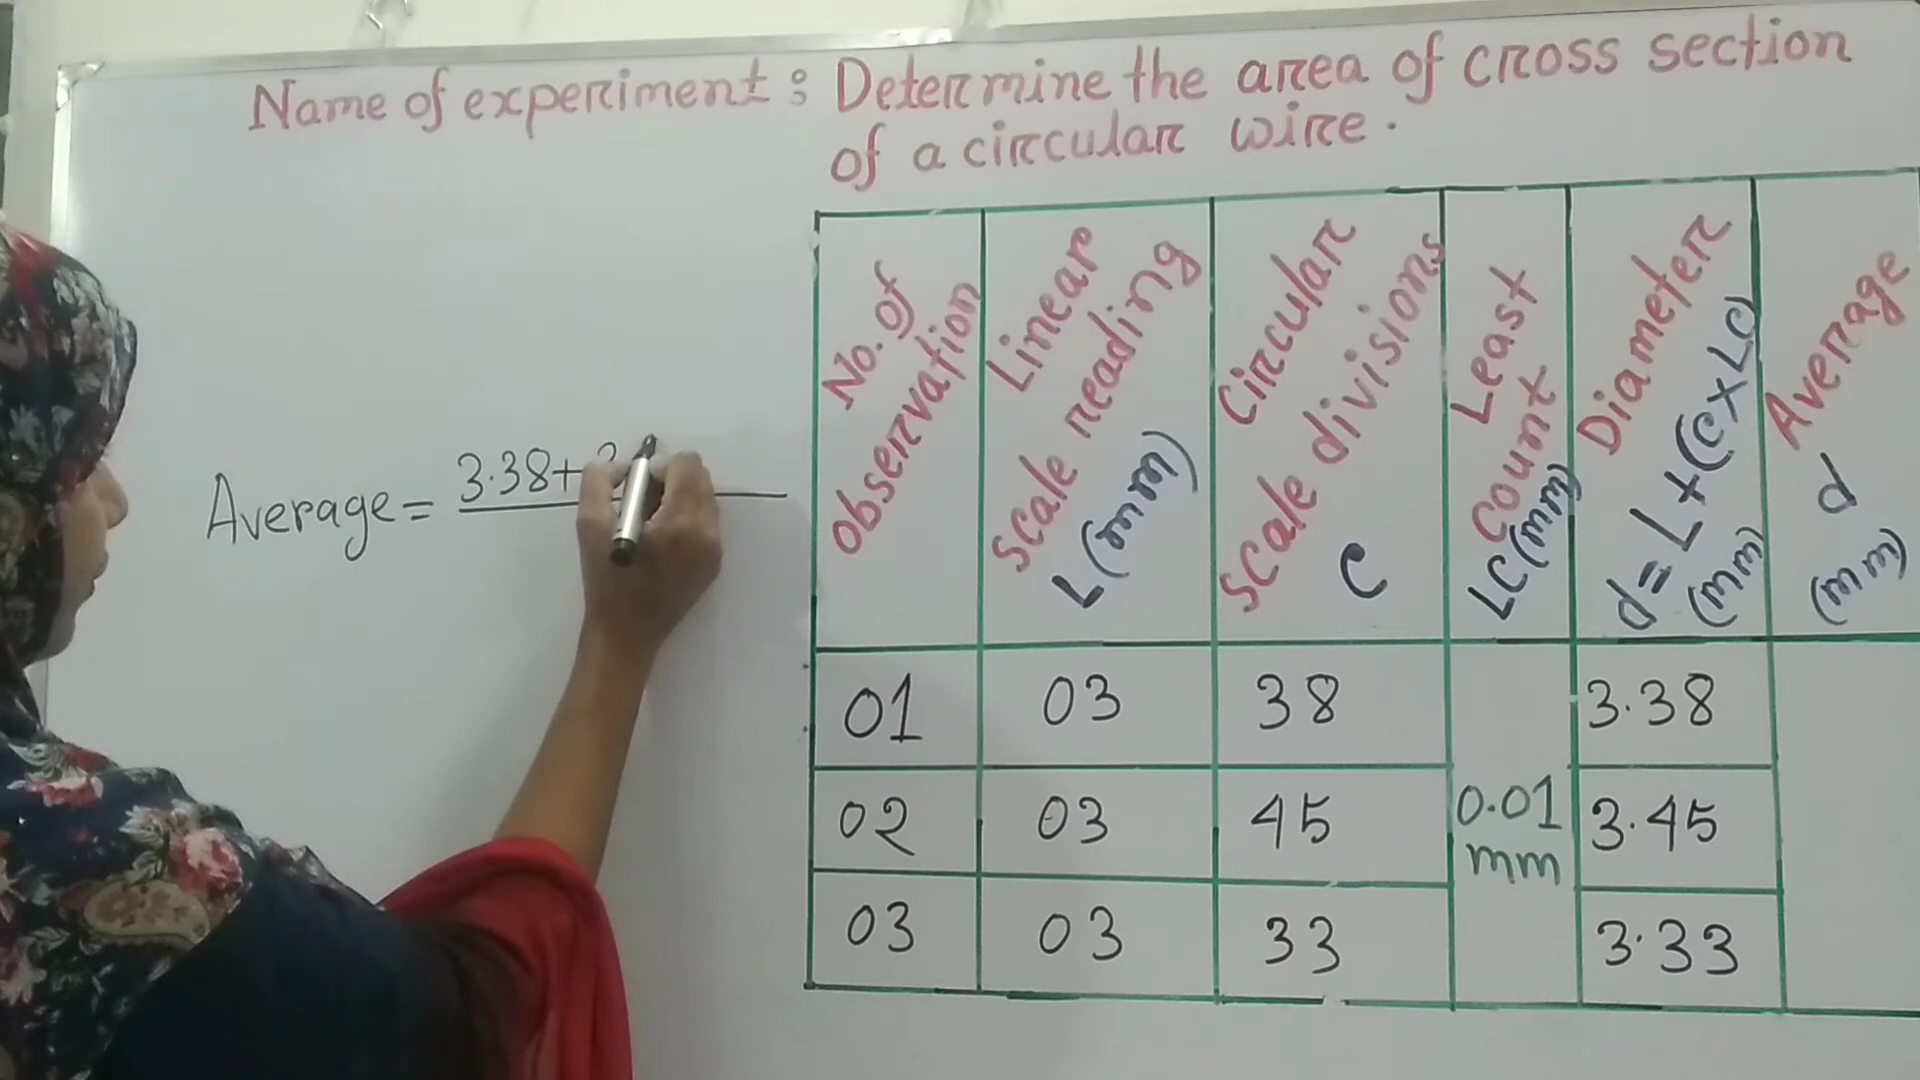 Name of experiment: Determine the area of cross section
of a circular wire.
Average = 3.38+
No. of
observation
Linear
scale reading
L(mm)
Circular
scale divisions
C
Least
count
LC(mm)
Diameter
d=L+(C×LC)
(mm)
Average
d
(mm)
01 03 38 3.38
02 03 45 0.01 mm 3.45
03 03 33 3.33